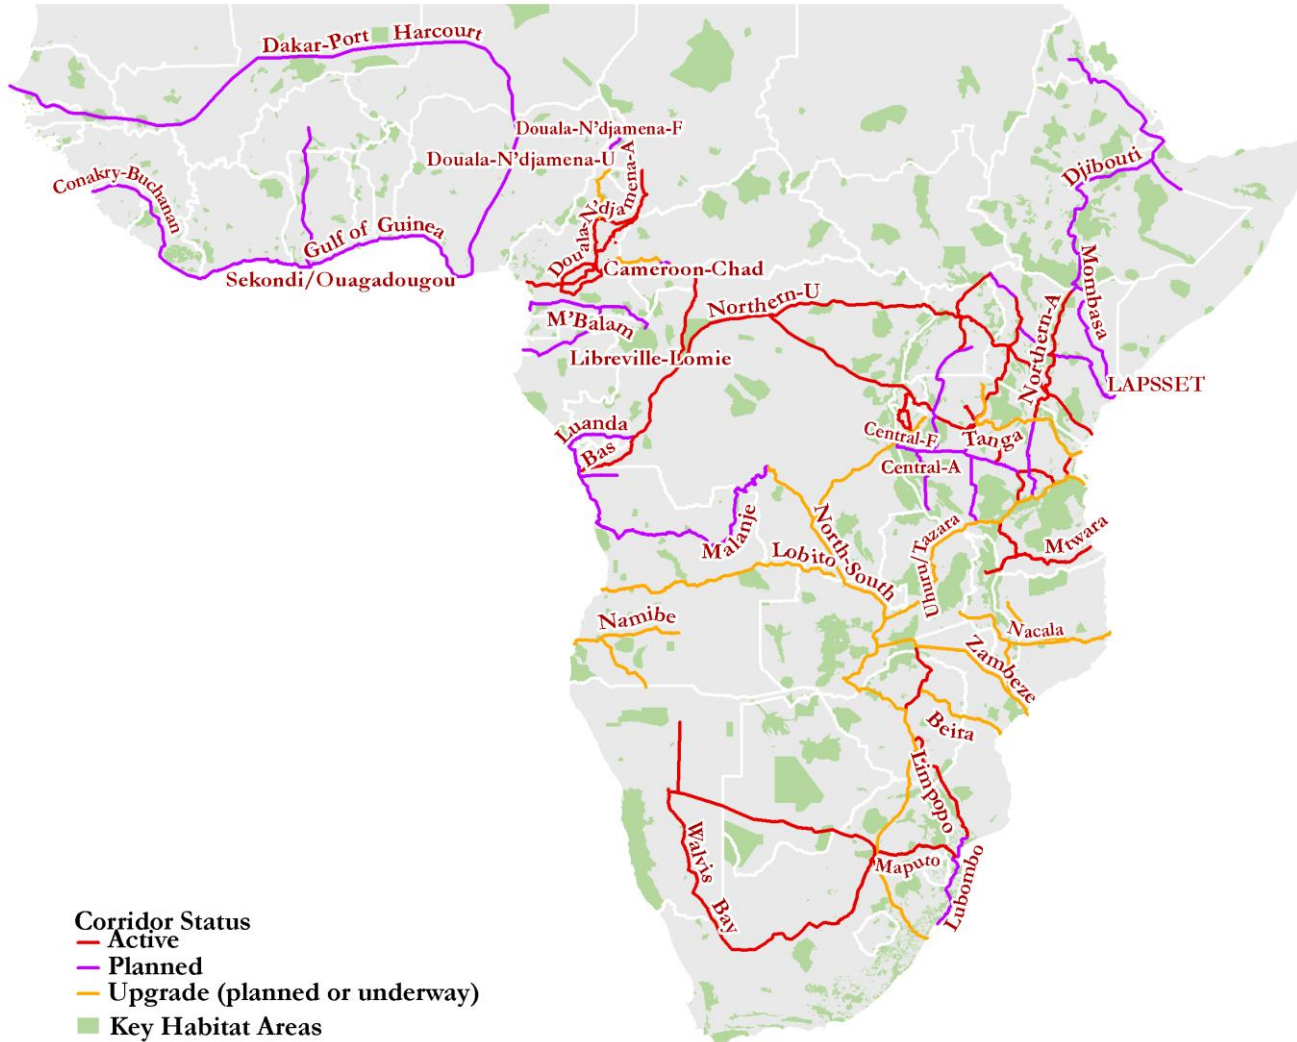 Dakar-Port Harcourt
Douala-N'djamena-F
Douala-N'djamena-U
Conakry-Buchanan
Gulf of Guinea
Sekondi/Ouagadougou
Douala-N'djamena-A
Cameroon-Chad
Djibouti
Mombasa
Northern-U
M'Balam
Libreville-Lomie
Northern-A
LAPSSET
Luanda
Bas
Central-F
Tanga
Central-A
Malanje
North-South
Lobito
Uhuru/Tazara
Mtwara
Namibe
Nacala
Zambeze
Beira
Limpopo
Walvis Bay
Maputo
Lubombo
Corridor Status
Active
Planned
Upgrade (planned or underway)
Key Habitat Areas